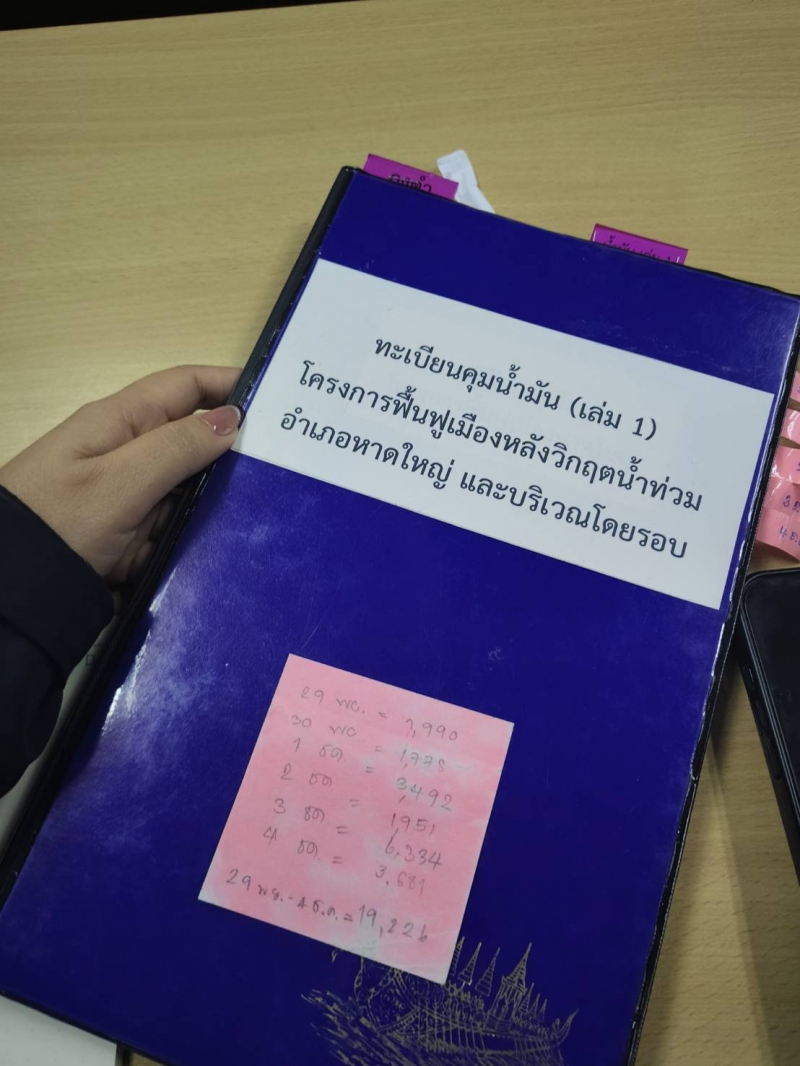 ทะเบียนคุมน้ำมัน (เล่ม 1)
โครงการฟื้นฟูเมืองหลังวิกฤตน้ำท่วม
อำเภอหาดใหญ่ และบริเวณโดยรอบ
29 พย. =
30 พย = 1,778
1 ธค. = 3,492
2 ธค = 1,951
3 ธค = 6,334
4 ธค. = 3,681
29 พ.ย. - 4 ธ.ค. = 19,226